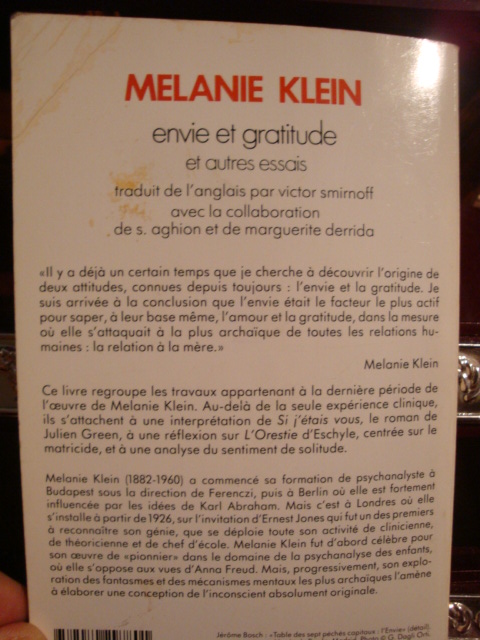 MELANIE KLEIN
envie et gratitude
et autres essais
traduit de l'anglais par victor smirnoff
avec la collaboration
de s. aghion et de marguerite derrida
«Il y a déjà un certain temps que je cherche à découvrir l'origine de
deux attitudes, connues depuis toujours : l'envie et la gratitude. Je
suis arrivée à la conclusion que l'envie était le facteur le plus actif
pour saper, à leur base même, l'amour et la gratitude, dans la mesure
où elle s'attaquait à la plus archaïque de toutes les relations hu-
maines : la relation à la mère.»
Melanie Klein
Ce livre regroupe les travaux appartenant à la dernière période de
l'œuvre de Melanie Klein. Au-delà de la seule expérience clinique,
ils s'attachent à une interprétation de Si j'étais vous, le roman de
Julien Green, à une réflexion sur L'Orestie d'Eschyle, centrée sur le
matricide, et à une analyse du sentiment de solitude.
Melanie Klein (1882-1960) a commencé sa formation de psychanalyste à
Budapest sous la direction de Ferenczi, puis à Berlin où elle est fortement
influencée par les idées de Karl Abraham. Mais c'est à Londres où elle
s'installe à partir de 1926, sur l'invitation d'Ernest Jones qui fut un des premiers
à reconnaître son génie, que se déploie toute son activité de clinicienne,
de théoricienne et de chef d'école. Melanie Klein fut d'abord célèbre pour
son œuvre de «pionnier» dans le domaine de la psychanalyse des enfants,
où elle s'oppose aux vues d'Anna Freud. Mais, progressivement, son explo-
ration des fantasmes et des mécanismes mentaux les plus archaïques l'amène
à élaborer une conception de l'inconscient absolument originale.
Jérôme Bosch : «Table des sept péchés capitaux : l'Envie» (détail).